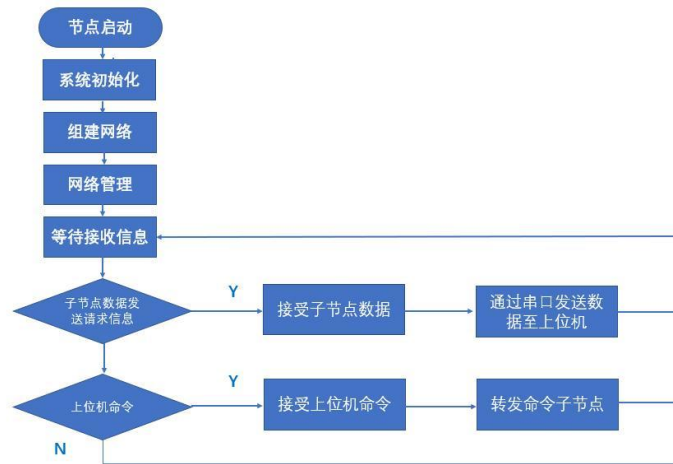 节点启动
系统初始化
组建网络
网络管理
等待接收信息
子节点数据发
送请求信息
Y
接受子节点数据
通过串口发送数
据至上位机
上位机命令
Y
接受上位机命令
转发命令子节点
N